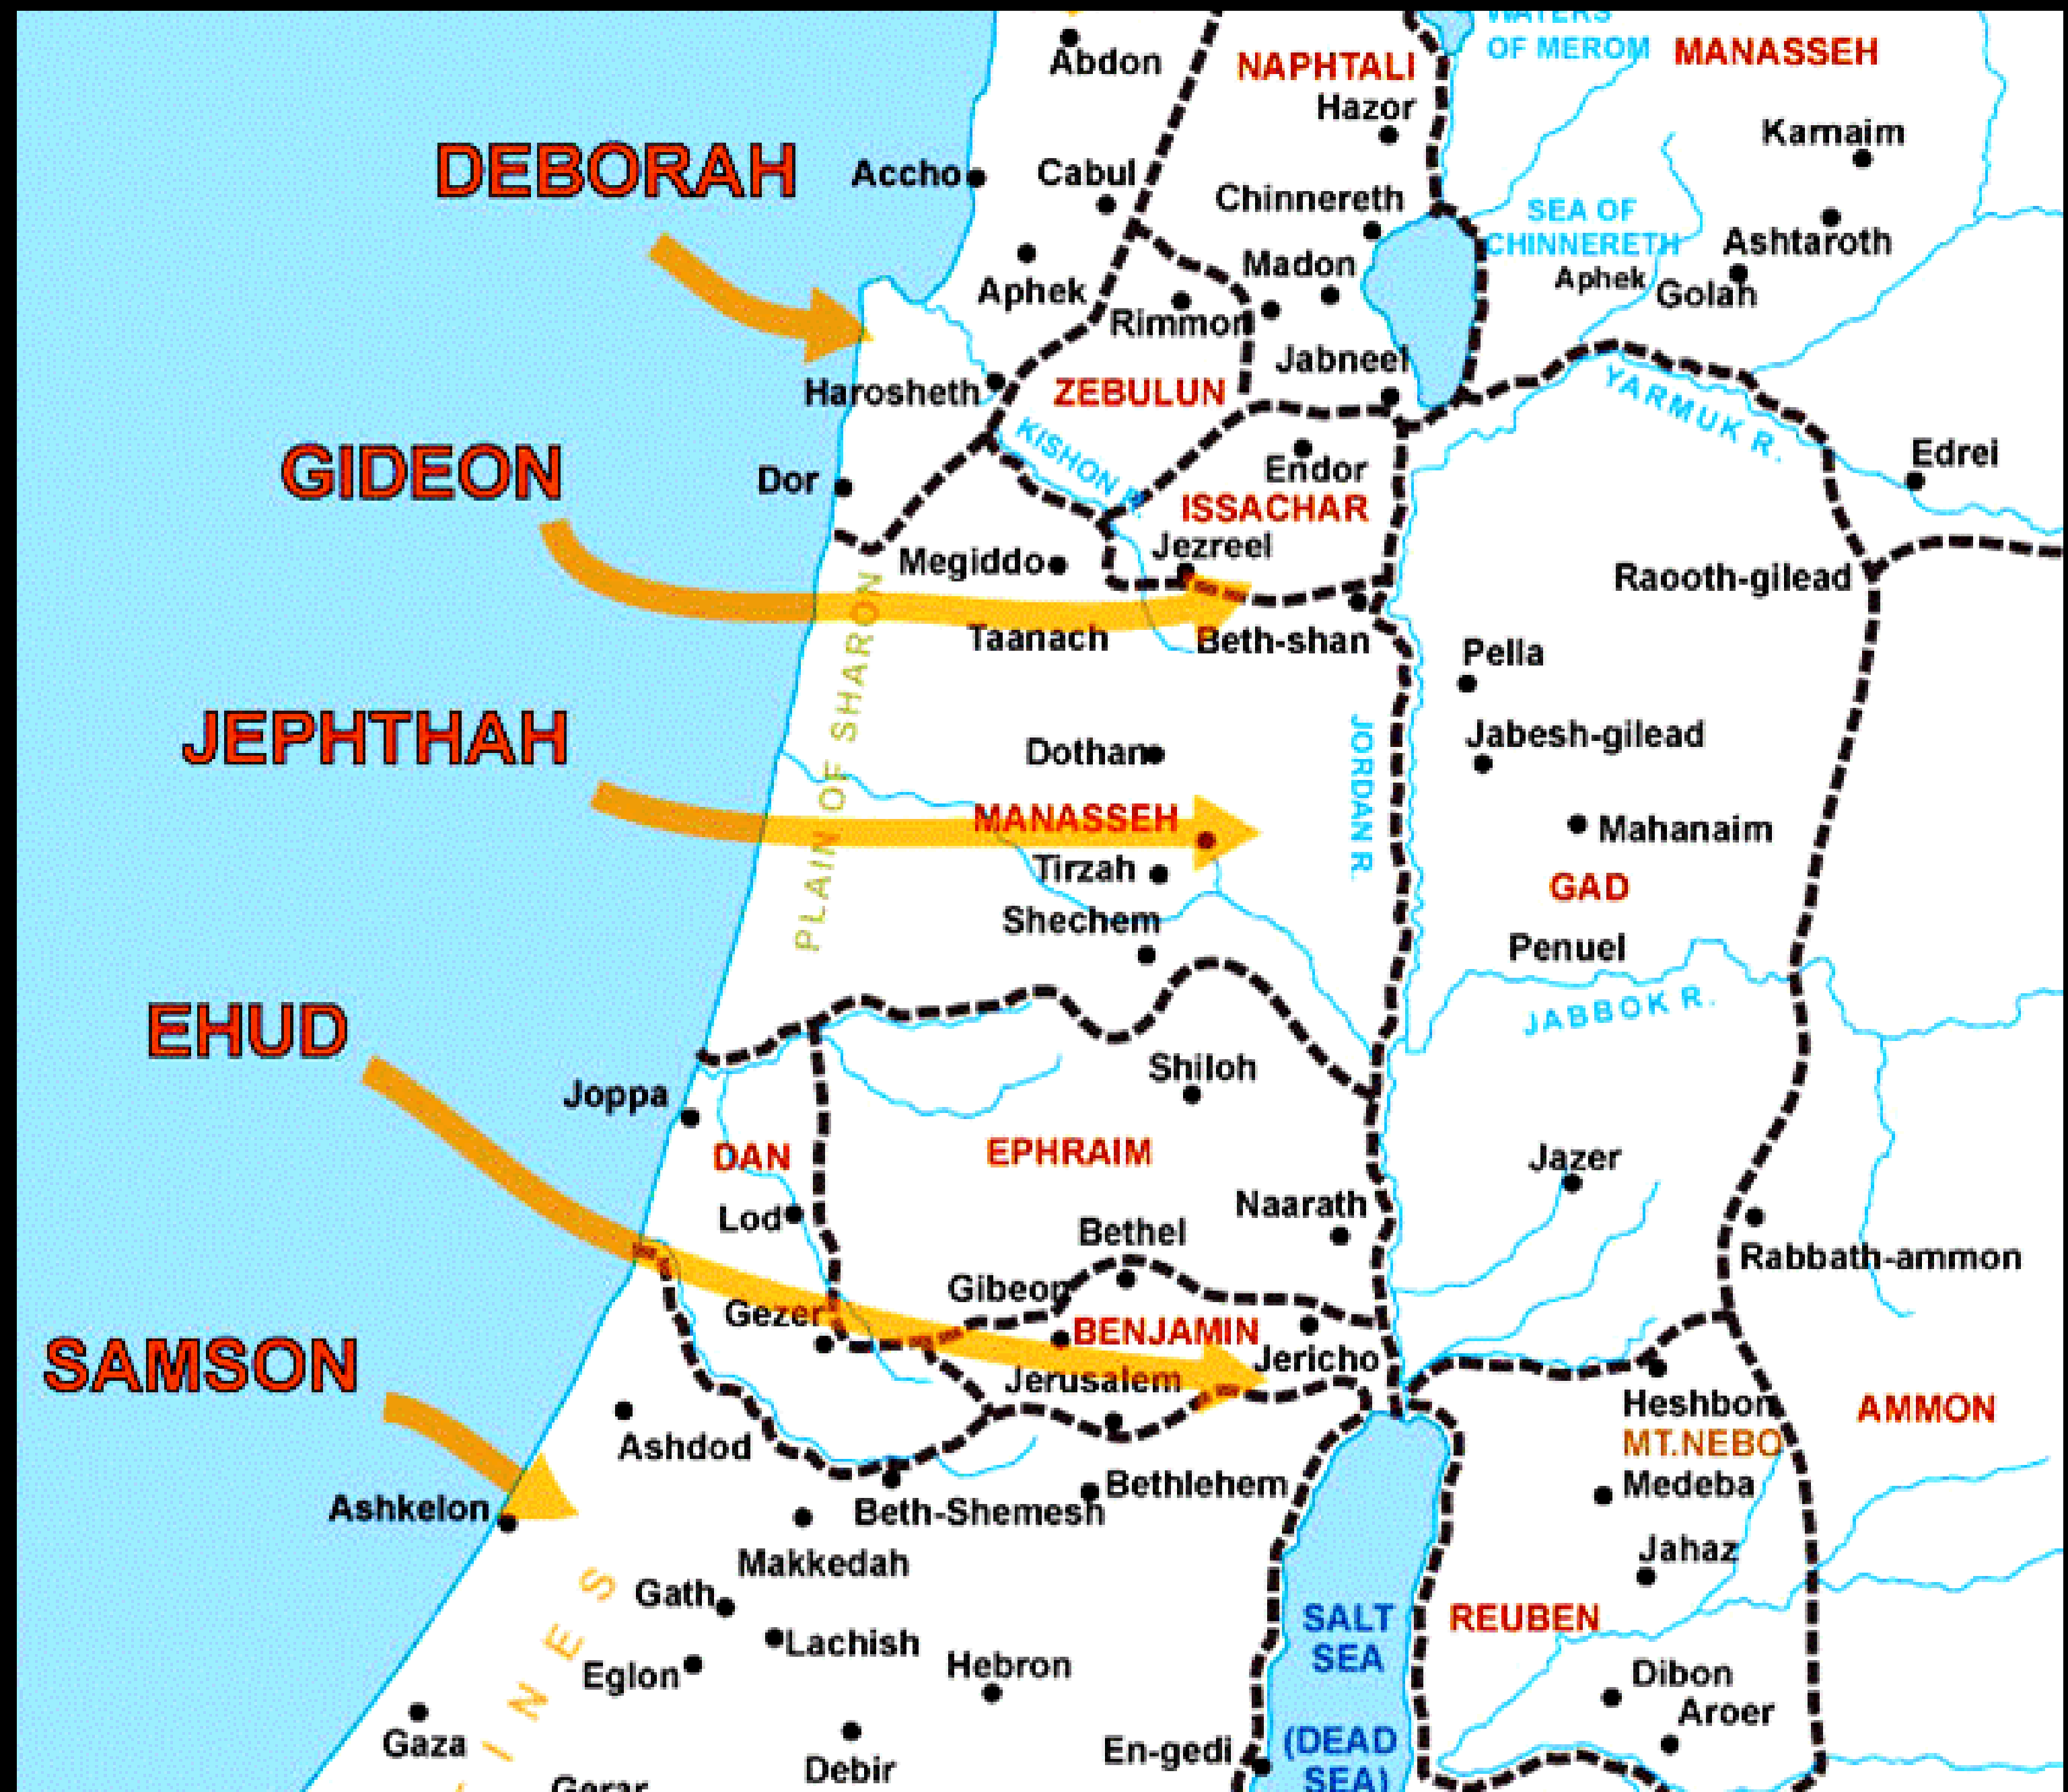 WATERS
OF MEROM
MANASSEH
Abdon
NAPHTALI
Hazor
Karnaim
DEBORAH
Accho
Cabul
Chinnereth
SEA OF
CHINNERETH
Ashtaroth
Madon
Aphek
Aphek
Golan
Rimmon
Jabneel
Harosheth
ZEBULUN
YARMUK R.
KISHON R.
GIDEON
Dor
Endor
Edrei
ISSACHAR
Jezreel
Megiddo
Raooth-gilead
Taanach
Beth-shan
Pella
PLAIN OF SHARON
JEPHTHAH
Dothan
JORDAN R.
Jabesh-gilead
MANASSEH
Mahanaim
Tirzah
GAD
Shechem
Penuel
JABBOK R.
EHUD
Joppa
Shiloh
DAN
EPHRAIM
Jazer
Lod
Naarath
Bethel
Rabbath-ammon
Gibeon
Gezer
BENJAMIN
Jericho
SAMSON
Jerusalem
Heshbon
AMMON
Ashdod
MT.NEBO
Ashkelon
Bethlehem
Medeba
Beth-Shemesh
Makkedah
Jahaz
Gath
SALT
SEA
REUBEN
Lachish
Eglon
Hebron
Dibon
Aroer
Gaza
INES
Debir
En-gedi
(DEAD
SEA)
Gerar